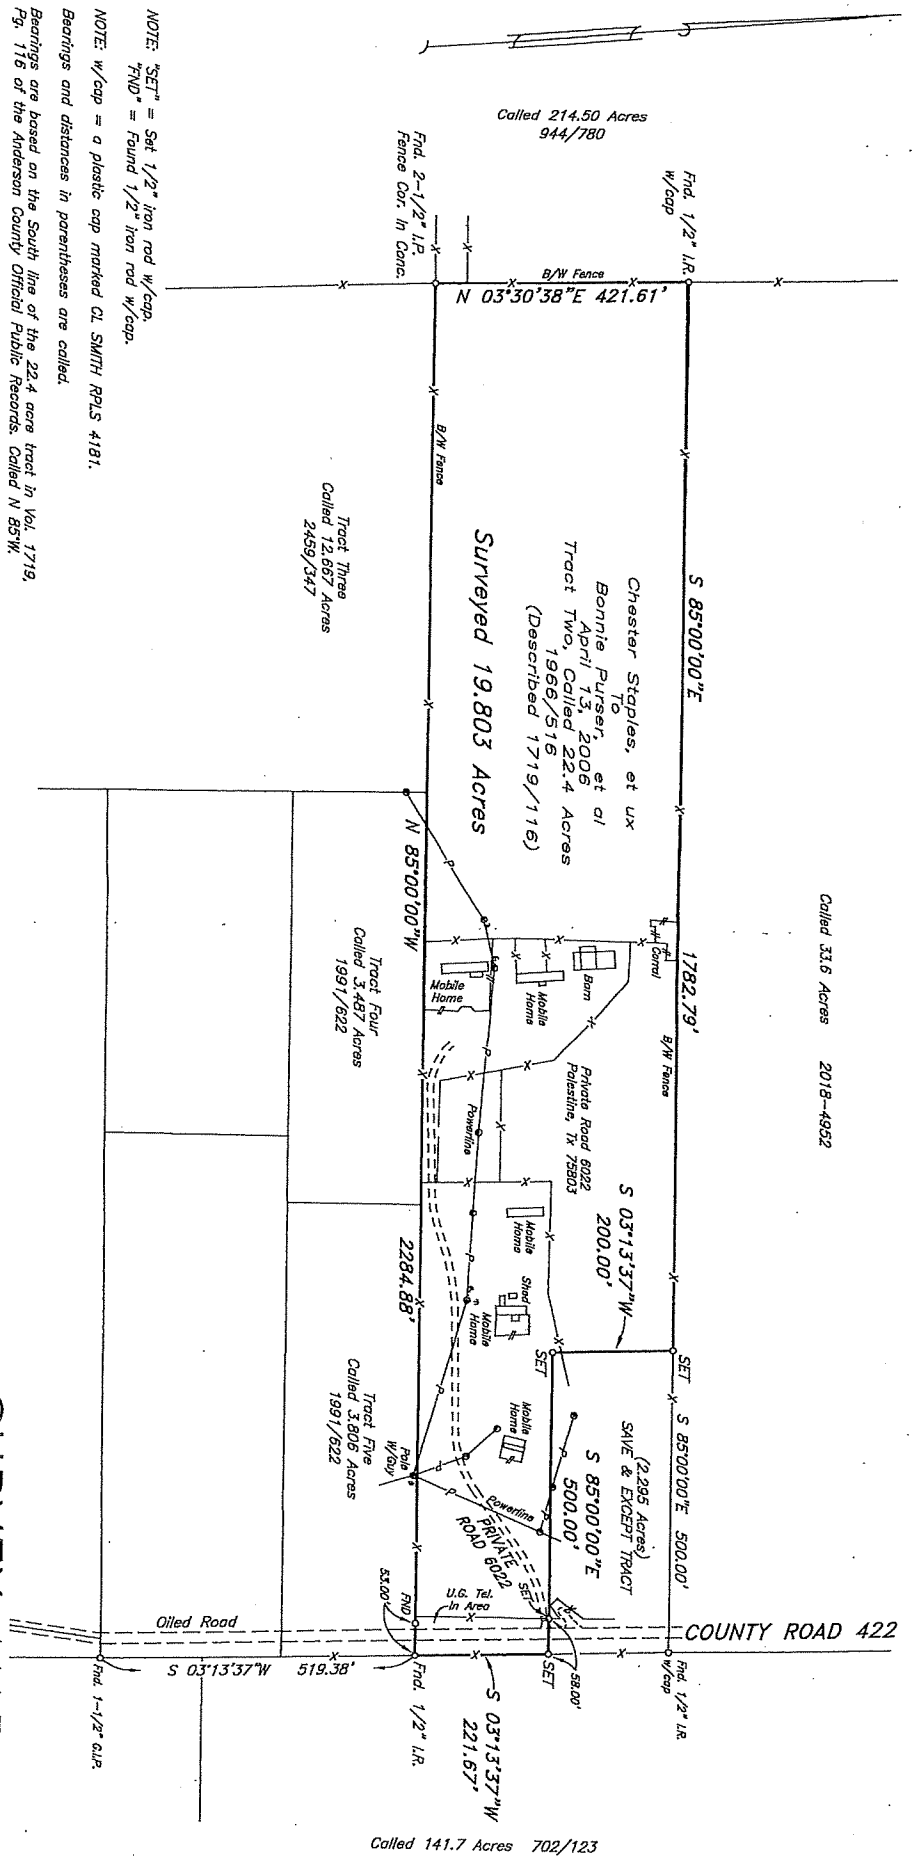 Called 214.50 Acres
944/780
Fnd. 1/2" I.R.
w/cap
Fnd. 2-1/2" I.P.
Fence Cor. In Conc.
B/W Fence
N 03°30'38"E 421.61'
NOTE: "SET" = Set 1/2" iron rod w/cap.
"FND" = Found 1/2" iron rod w/cap.
NOTE: w/cap = a plastic cap marked CL SMITH RPLS 4181.
Bearings and distances in parentheses are called.
Bearings are based on the South line of the 22.4 acre tract in Vol. 1719,
Pg. 116 of the Anderson County Official Public Records. Called N 85°W.
S 85°00'00"E
1782.79'
B/W Fence
Called 33.6 Acres 2018-4952
Chester Staples, et ux
To
Bonnie Purser, et al
April 13, 2006
Tract Two, Called 22.4 Acres
1966/516
(Described 1719/116)
Surveyed 19.803 Acres
B/W Fence
Tract Three
Called 12.667 Acres
2459/347
N 85°00'00"W
2284.88'
Corral
Barn
Mobile
Home
Mobile
Home
Private Road 6022
Palestine, Tx 75803
Powerline
Tract Four
Called 3.487 Acres
1991/622
S 03°13'37"W
200.00'
Mobile
Home
Shed
Mobile
Home
SET
SET
S 85°00'00"E 500.00'
(2.295 Acres)
SAVE & EXCEPT TRACT
S 85°00'00"E
500.00'
Mobile
Home
Tract Five
Called 3.806 Acres
1991/622
Pole
W/Guy
Powerline
PRIVATE
ROAD 6022
SET
U.G. Tel.
In Area
FND
53.00'
Oiled Road
COUNTY ROAD 422
58.00'
SET
Fnd. 1/2" I.R.
w/cap
S 03°13'37"W 519.38'
Fnd. 1/2" I.R.
Fnd. 1-1/2" G.I.P.
S 03°13'37"W
221.67'
Called 141.7 Acres 702/123